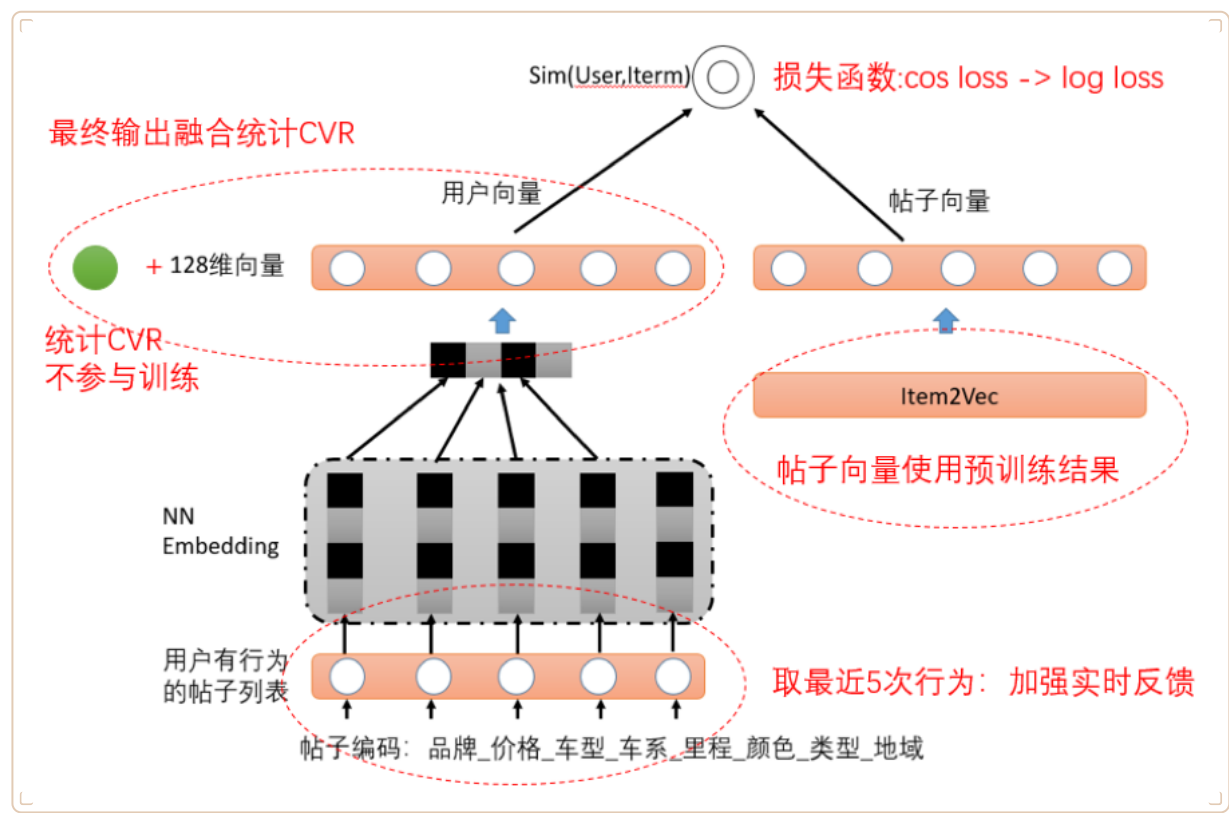 Sim(User,Iterm)
损失函数:cos loss -> log loss
最终输出融合统计CVR
用户向量
帖子向量
+ 128维向量
统计CVR
不参与训练
Item2Vec
帖子向量使用预训练结果
NN
Embedding
用户有行为
的帖子列表
取最近5次行为：加强实时反馈
帖子编码：品牌_价格_车型_车系_里程_颜色_类型_地域